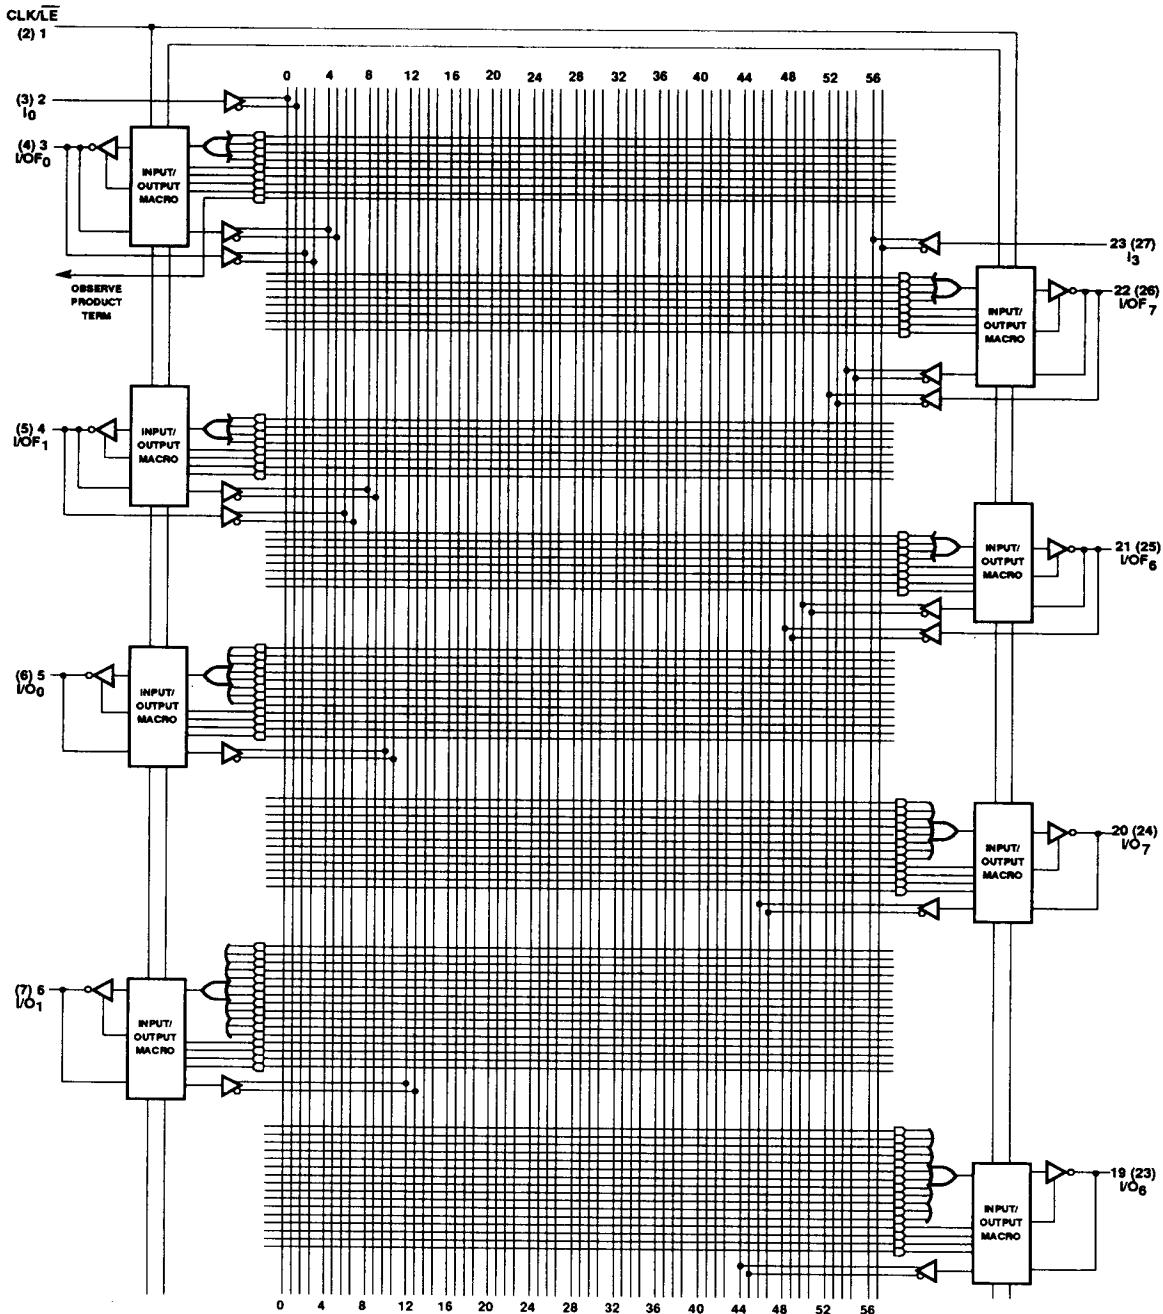 CLK/LE
(2) 1
0 4 8 12 16 20 24 28 32 36 40 44 48 52 56
(3) 2
I0
(4) 3
I/OF0
INPUT/
OUTPUT
MACRO
23 (27)
I3
OBSERVE
PRODUCT
TERM
22 (26)
I/OF7
INPUT/
OUTPUT
MACRO
(5) 4
I/OF1
INPUT/
OUTPUT
MACRO
21 (25)
I/OF6
INPUT/
OUTPUT
MACRO
(6) 5
I/O0
INPUT/
OUTPUT
MACRO
20 (24)
I/O7
INPUT/
OUTPUT
MACRO
(7) 6
I/O1
INPUT/
OUTPUT
MACRO
19 (23)
I/O6
INPUT/
OUTPUT
MACRO
0 4 8 12 16 20 24 28 32 36 40 44 48 52 56